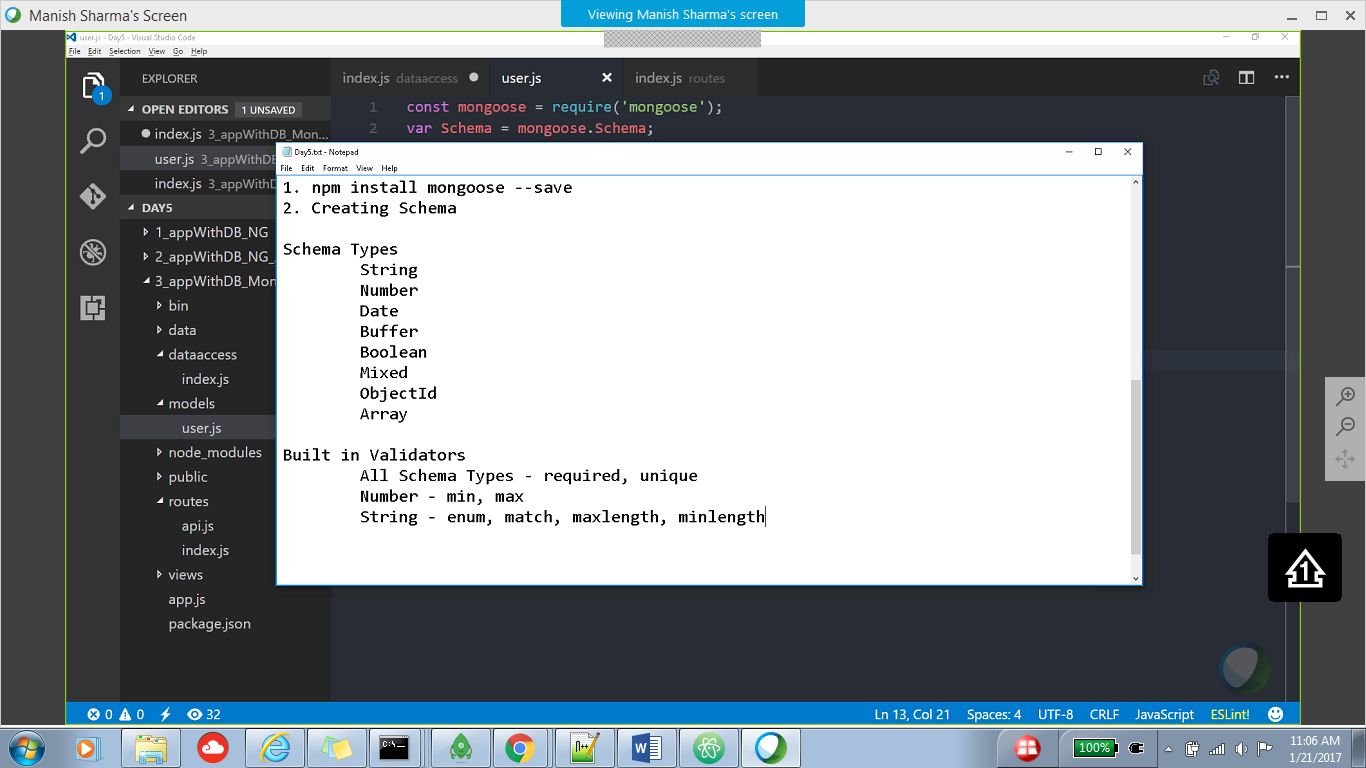 Manish Sharma's Screen
Viewing Manish Sharma's screen
user.js - Day5 - Visual Studio Code
File Edit Selection View Go Help
EXPLORER
index.js dataaccess
user.js
index.js routes
OPEN EDITORS 1 UNSAVED
index.js 3_appWithDB_Mon...
user.js 3_appWithDB
index.js 3_appWithD
DAY5
1_appWithDB_NG
2_appWithDB_NG_
3_appWithDB_Mon
bin
data
dataaccess
index.js
models
user.js
node_modules
public
routes
api.js
index.js
views
app.js
package.json
1 const mongoose = require('mongoose');
2 var Schema = mongoose.Schema;
Day5.txt - Notepad
File Edit Format View Help
1. npm install mongoose --save
2. Creating Schema
Schema Types
String
Number
Date
Buffer
Boolean
Mixed
ObjectId
Array
Built in Validators
All Schema Types - required, unique
Number - min, max
String - enum, match, maxlength, minlength
1
1
0 0 32
Ln 13, Col 21 Spaces: 4 UTF-8 CRLF JavaScript ESLint!
100%
11:06 AM
1/21/2017